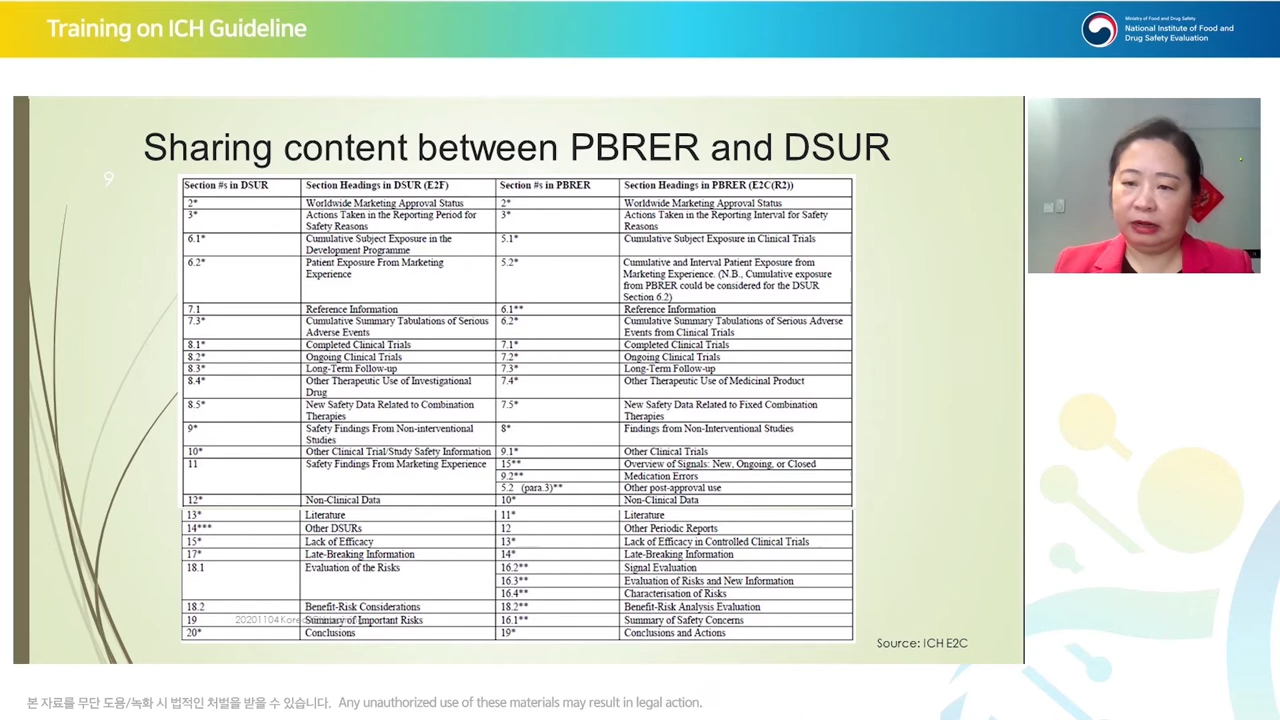 Training on ICH Guideline
Ministry of Food and Drug Safety
National Institute of Food and
Drug Safety Evaluation
Sharing content between PBRER and DSUR
9
Section #s in DSUR Section Headings in DSUR (E2F) Section #s in PBRER Section Headings in PBRER (E2C(R2))
2* Worldwide Marketing Approval Status 2* Worldwide Marketing Approval Status
3* Actions Taken in the Reporting Period for 3* Actions Taken in the Reporting Interval for Safety
Safety Reasons Reasons
6.1* Cumulative Subject Exposure in the 5.1* Cumulative Subject Exposure in Clinical Trials
Development Programme
6.2* Patient Exposure From Marketing 5.2* Cumulative and Interval Patient Exposure from
Experience Marketing Experience. (N.B., Cumulative exposure
from PBRER could be considered for the DSUR
Section 6.2)
7.1 Reference Information 6.1** Reference Information
7.3* Cumulative Summary Tabulations of Serious 6.2* Cumulative Summary Tabulations of Serious Adverse
Adverse Events Events from Clinical Trials
8.1* Completed Clinical Trials 7.1* Completed Clinical Trials
8.2* Ongoing Clinical Trials 7.2* Ongoing Clinical Trials
8.3* Long-Term Follow-up 7.3* Long-Term Follow-up
8.4* Other Therapeutic Use of Investigational 7.4* Other Therapeutic Use of Medicinal Product
Drug
8.5* New Safety Data Related to Combination 7.5* New Safety Data Related to Fixed Combination
Therapies Therapies
9* Safety Findings From Non-interventional 8* Findings from Non-Interventional Studies
Studies
10* Other Clinical Trial/Study Safety Information 9.1* Other Clinical Trials
11 Safety Findings From Marketing Experience 15** Overview of Signals: New, Ongoing, or Closed
9.2** Medication Errors
5.2 (para.3)** Other post-approval use
12* Non-Clinical Data 10* Non-Clinical Data
13* Literature 11* Literature
14*** Other DSURs 12 Other Periodic Reports
15* Lack of Efficacy 13* Lack of Efficacy in Controlled Clinical Trials
17* Late-Breaking Information 14* Late-Breaking Information
18.1 Evaluation of the Risks 16.2** Signal Evaluation
16.3** Evaluation of Risks and New Information
16.4** Characterisation of Risks
18.2 Benefit-Risk Considerations 18.2** Benefit-Risk Analysis Evaluation
19 Summary of Important Risks 16.1** Summary of Safety Concerns
20* Conclusions 19* Conclusions and Actions
20201104
Source: ICH E2C
본 자료를 무단 도용/녹화 시 법적인 처벌을 받을 수 있습니다. Any unauthorized use of these materials may result in legal action.